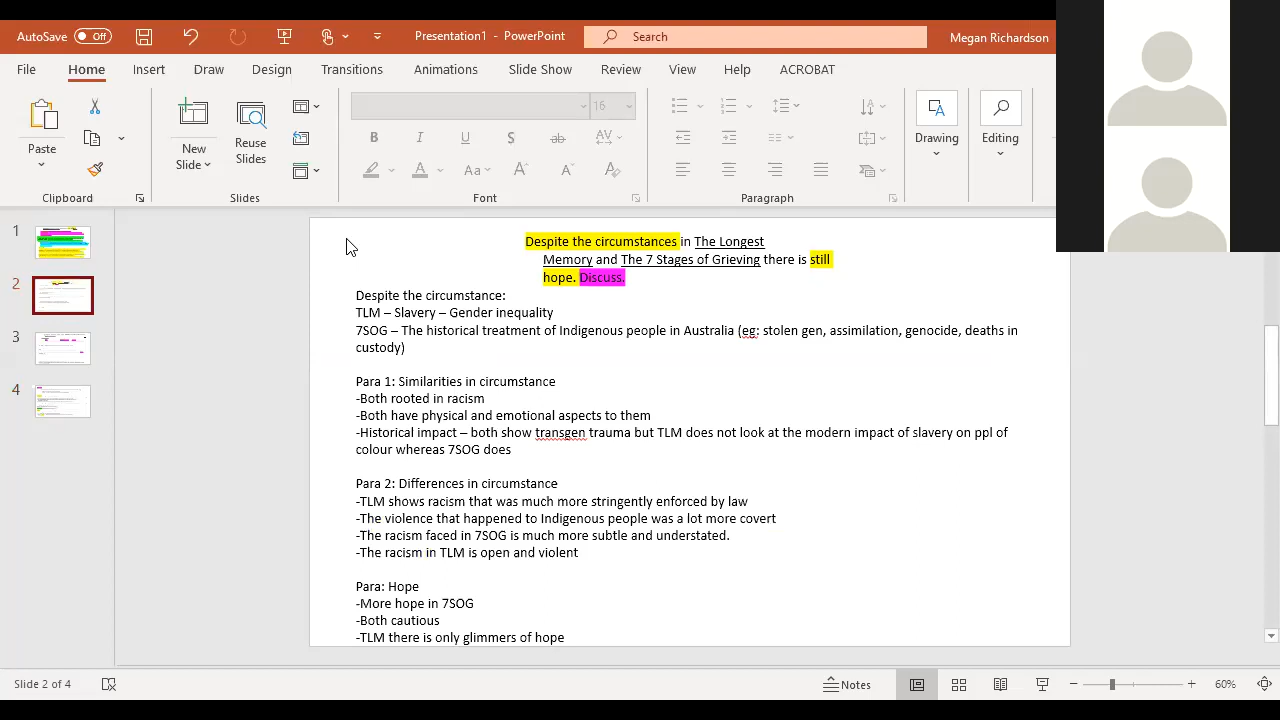 AutoSave Off Presentation1 - PowerPoint Search Megan Richardson
File Home Insert Draw Design Transitions Animations Slide Show Review View Help ACROBAT
16
Paste New Slide Reuse Slides B I U S ab AV Aa A A Drawing Editing
Clipboard Slides Font Paragraph
1
2
3
4
Despite the circumstances in The Longest
Memory and The 7 Stages of Grieving there is still
hope. Discuss.
Despite the circumstance:
TLM – Slavery – Gender inequality
7SOG – The historical treatment of Indigenous people in Australia (eg: stolen gen, assimilation, genocide, deaths in
custody)
Para 1: Similarities in circumstance
-Both rooted in racism
-Both have physical and emotional aspects to them
-Historical impact – both show transgen trauma but TLM does not look at the modern impact of slavery on ppl of
colour whereas 7SOG does
Para 2: Differences in circumstance
-TLM shows racism that was much more stringently enforced by law
-The violence that happened to Indigenous people was a lot more covert
-The racism faced in 7SOG is much more subtle and understated.
-The racism in TLM is open and violent
Para: Hope
-More hope in 7SOG
-Both cautious
-TLM there is only glimmers of hope
Slide 2 of 4 Notes 60%